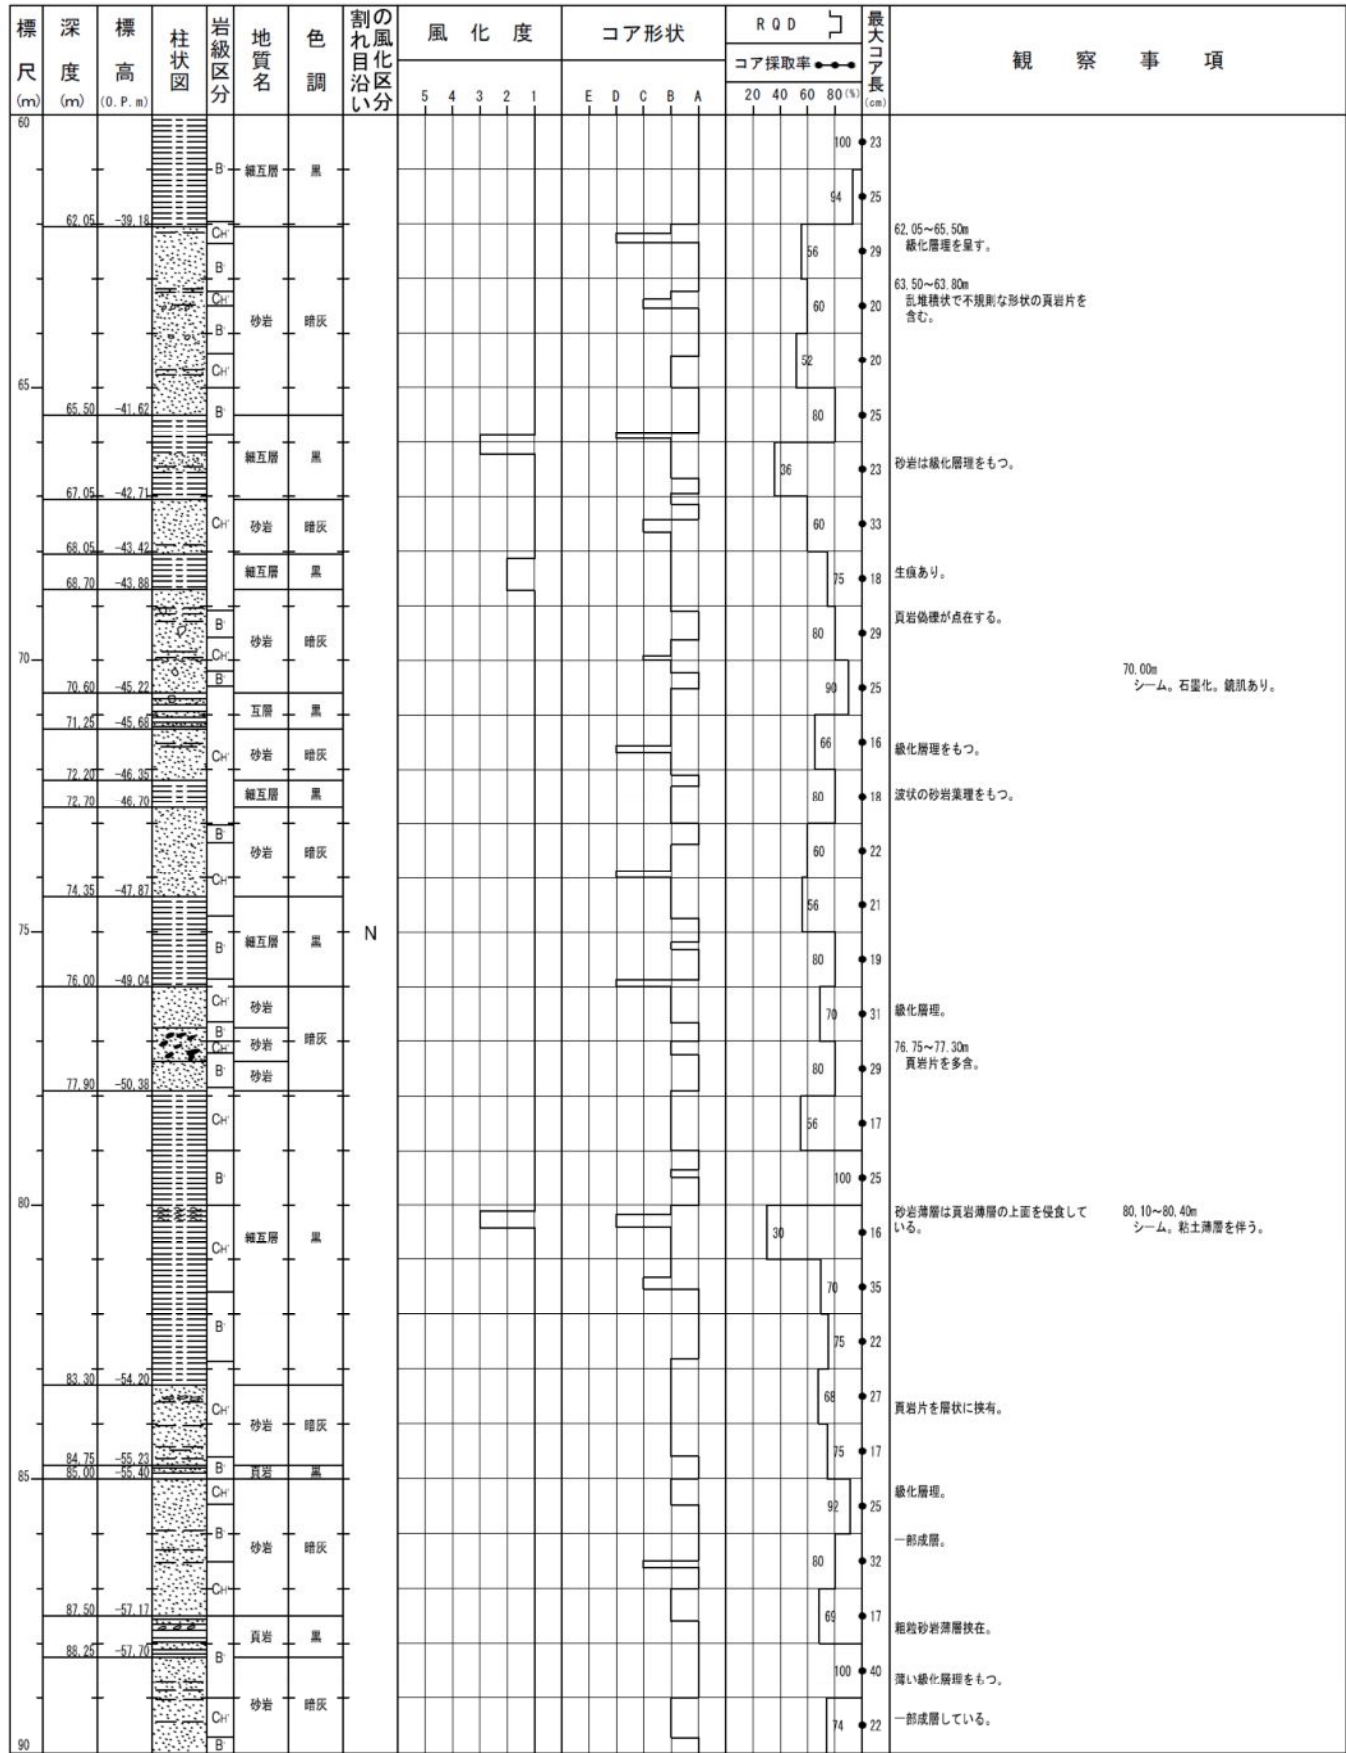 標尺(m)
深度(m)
標高(O.P.m)
柱状図
岩級区分
地質名
色調
割れ目沿いの風化区分
風化度
5 4 3 2 1
コア形状
E D C B A
RQD
コア採取率
20 40 60 80(%)
最大コア長(cm)
観察事項
60
B' 細互層 黒
100 23
94 25
62.05 -39.18
CH'
56 29
62.05~65.50m
級化層理を呈す。
B'
63.50~63.80m
CH'
砂岩 暗灰
60 20
乱堆積状で不規則な形状の頁岩片を
含む。
B'
52 20
CH'
65
65.50 -41.62
B'
80 25
細互層 黒
36 23
砂岩は級化層理をもつ。
67.05 -42.71
CH' 砂岩 暗灰
60 33
68.05 -43.42
細互層 黒
75 18
生痕あり。
68.70 -43.88
B'
頁岩偽礫が点在する。
砂岩 暗灰
80 29
CH'
70
B'
70.00m
シーム。石墨化。鏡肌あり。
70.60 -45.22
90 25
互層 黒
71.25 -45.68
CH' 砂岩 暗灰
66 16
級化層理をもつ。
72.20 -46.35
細互層 黒
80 18
波状の砂岩葉理をもつ。
72.70 -46.70
B'
砂岩 暗灰
60 22
CH'
74.35 -47.87
56 21
75
B' 細互層 黒
N
80 19
76.00 -49.04
CH' 砂岩
70 31
級化層理。
B'
CH' 砂岩
暗灰
76.75~77.30m
頁岩片を多含。
B' 砂岩
80 29
77.90 -50.38
CH'
56 17
B'
100 25
80
砂岩薄層は頁岩薄層の上面を侵食して
いる。
80.10~80.40m
シーム。粘土薄層を伴う。
CH' 細互層 黒
30 16
70 35
B'
75 22
83.30 -54.20
CH' 砂岩 暗灰
68 27
頁岩片を層状に挟有。
84.75 -55.23
75 17
B' 頁岩 黒
85 85.00 -55.40
CH'
92 25
級化層理。
B' 砂岩 暗灰
一部成層。
80 32
CH'
87.50 -57.17
69 17
頁岩 黒
粗粒砂岩薄層挟在。
88.25 -57.70
B'
100 40
薄い級化層理をもつ。
砂岩 暗灰
CH'
74 22
一部成層している。
B'
90